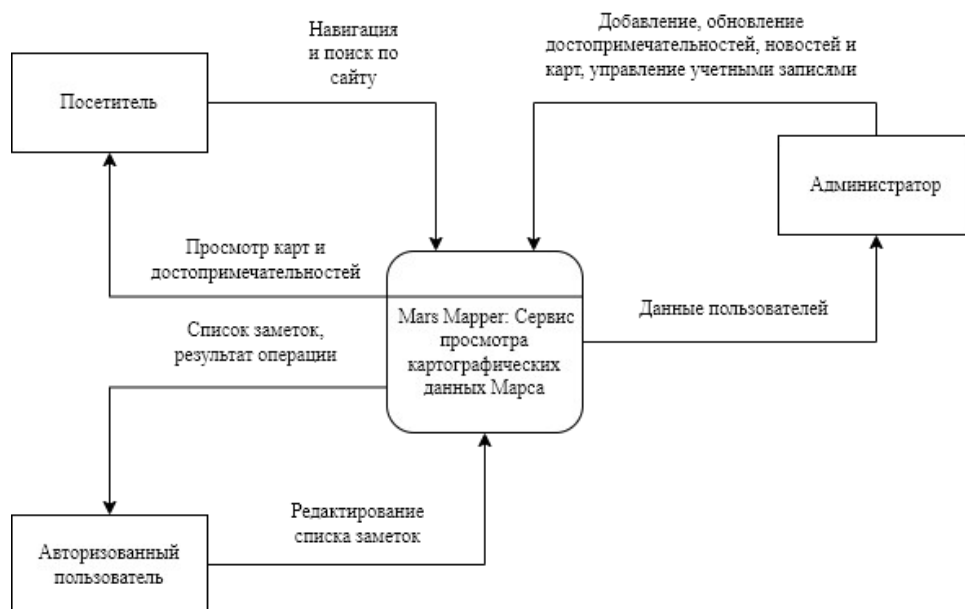 Навигация
и поиск по
сайту
Добавление, обновление
достопримечательностей, новостей и
карт, управление учетными записями
Посетитель
Администратор
Просмотр карт и
достопримечательностей
Mars Mapper: Сервис
просмотра
картографических
данных Марса
Данные пользователей
Список заметок,
результат операции
Редактирование
списка заметок
Авторизованный
пользователь